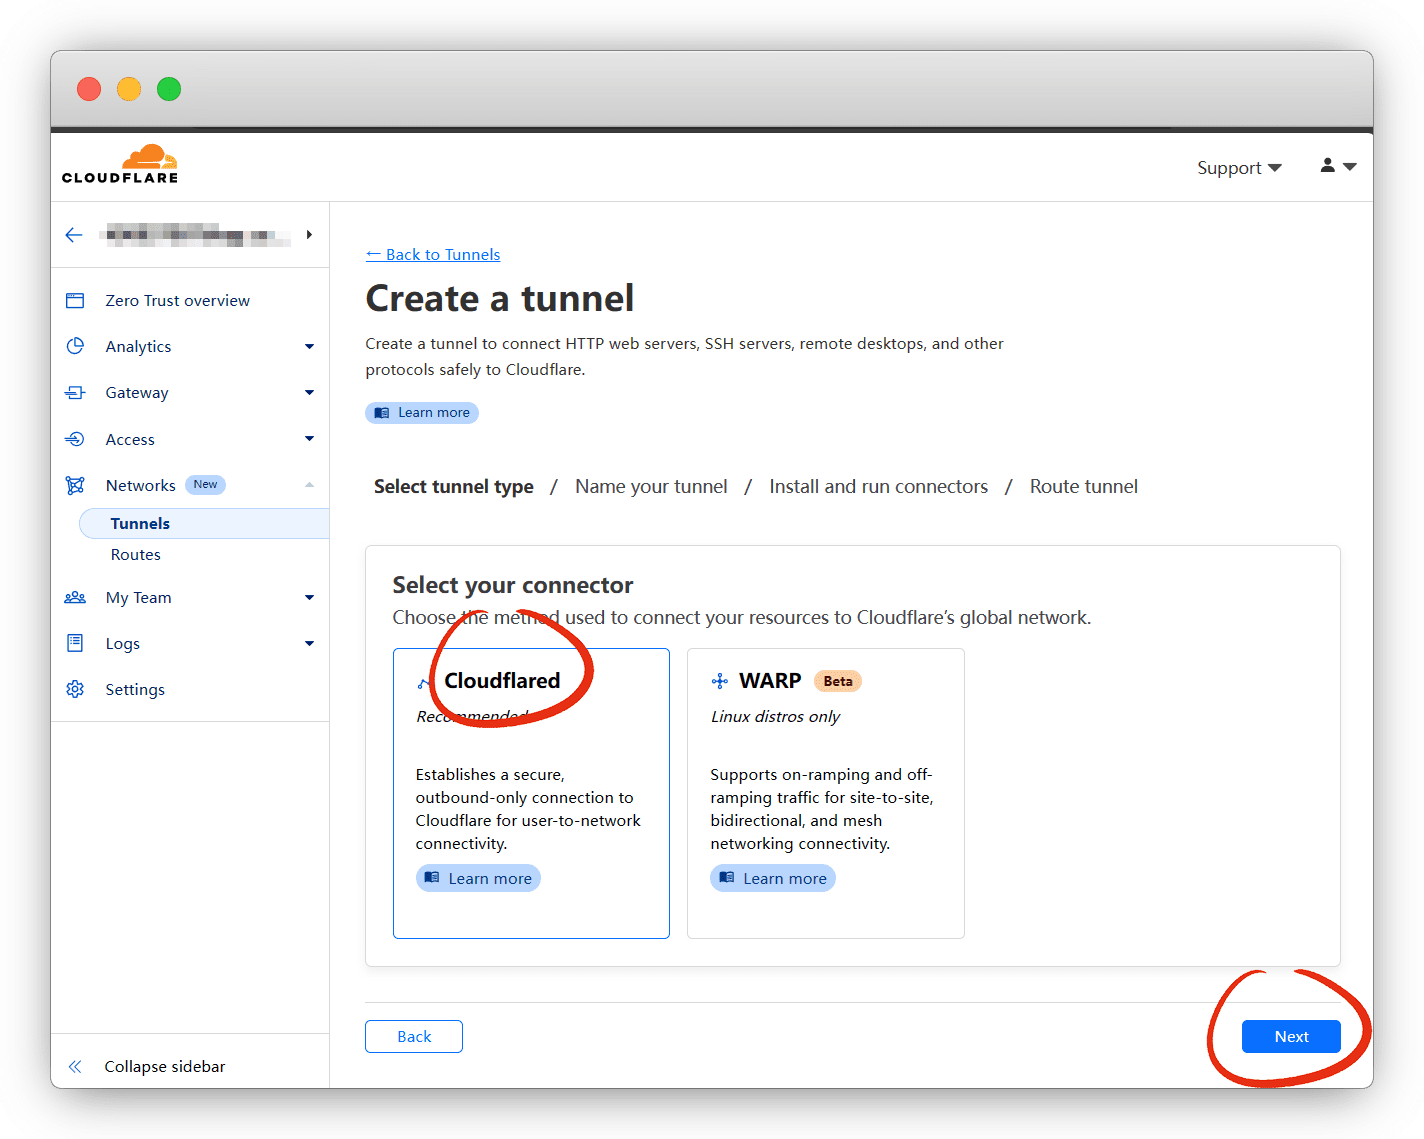 CLOUDFLARE
Support
Zero Trust overview
Analytics
Gateway
Access
Networks New
Tunnels
Routes
My Team
Logs
Settings
Collapse sidebar
← Back to Tunnels
Create a tunnel
Create a tunnel to connect HTTP web servers, SSH servers, remote desktops, and other
protocols safely to Cloudflare.
Learn more
Select tunnel type / Name your tunnel / Install and run connectors / Route tunnel
Select your connector
Choose the method used to connect your resources to Cloudflare's global network.
Cloudflared
Recommended
Establishes a secure,
outbound-only connection to
Cloudflare for user-to-network
connectivity.
Learn more
WARP Beta
Linux distros only
Supports on-ramping and off-
ramping traffic for site-to-site,
bidirectional, and mesh
networking connectivity.
Learn more
Back
Next